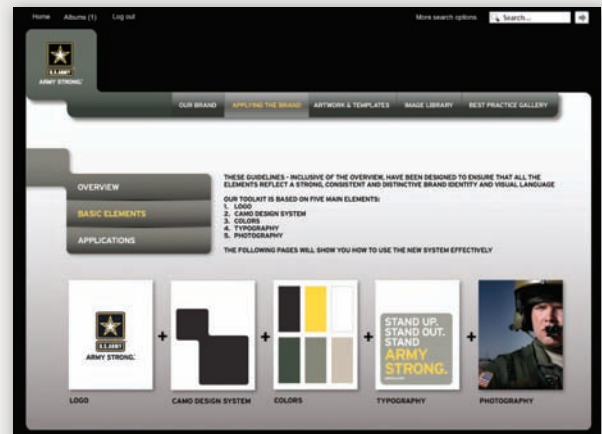 Home Albums (1) Log out More search options Search...
U.S.ARMY
ARMY STRONG.
OUR BRAND APPLYING THE BRAND ARTWORK & TEMPLATES IMAGE LIBRARY BEST PRACTICE GALLERY
OVERVIEW
BASIC ELEMENTS
APPLICATIONS
THESE GUIDELINES - INCLUSIVE OF THE OVERVIEW, HAVE BEEN DESIGNED TO ENSURE THAT ALL THE
ELEMENTS REFLECT A STRONG, CONSISTENT AND DISTINCTIVE BRAND IDENTITY AND VISUAL LANGUAGE
OUR TOOLKIT IS BASED ON FIVE MAIN ELEMENTS:
1. LOGO
2. CAMO DESIGN SYSTEM
3. COLORS
4. TYPOGRAPHY
5. PHOTOGRAPHY
THE FOLLOWING PAGES WILL SHOW YOU HOW TO USE THE NEW SYSTEM EFFECTIVELY
U.S.ARMY
ARMY STRONG.
+ + + +
STAND UP.
STAND OUT.
STAND
ARMY
STRONG.
LOGO CAMO DESIGN SYSTEM COLORS TYPOGRAPHY PHOTOGRAPHY